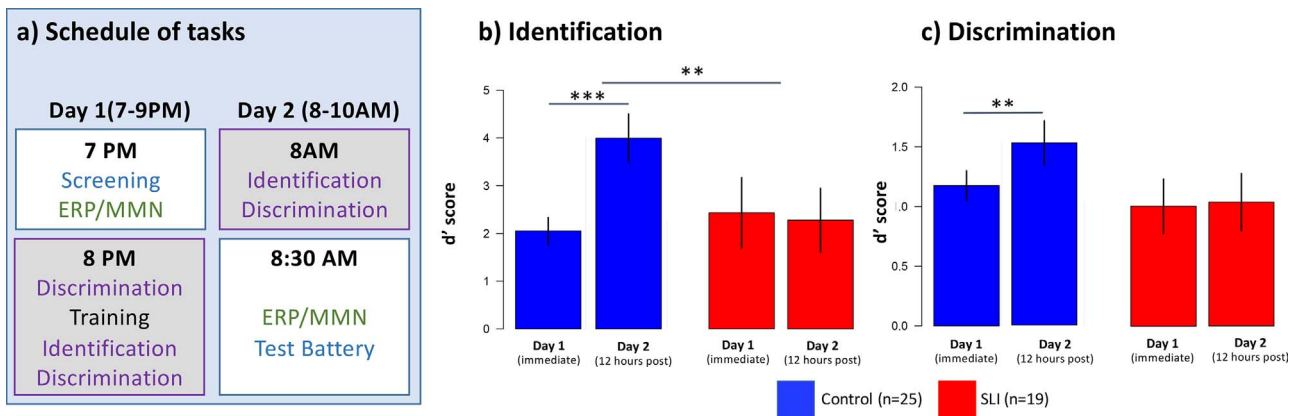 a) Schedule of tasks
Day 1(7-9PM)
Day 2 (8-10AM)
7 PM
Screening
ERP/MMN
8AM
Identification
Discrimination
8 PM
Discrimination
Training
Identification
Discrimination
8:30 AM
ERP/MMN
Test Battery
b) Identification
**
***
d’ score
5
4
3
2
1
0
Day 1
(immediate)
Day 2
(12 hours post)
Day 1
(immediate)
Day 2
(12 hours post)
c) Discrimination
**
d’ score
2.0
1.5
1.0
0.5
0.0
Day 1
(immediate)
Day 2
(12 hours post)
Day 1
(immediate)
Day 2
(12 hours post)
Control (n=25)
SLI (n=19)